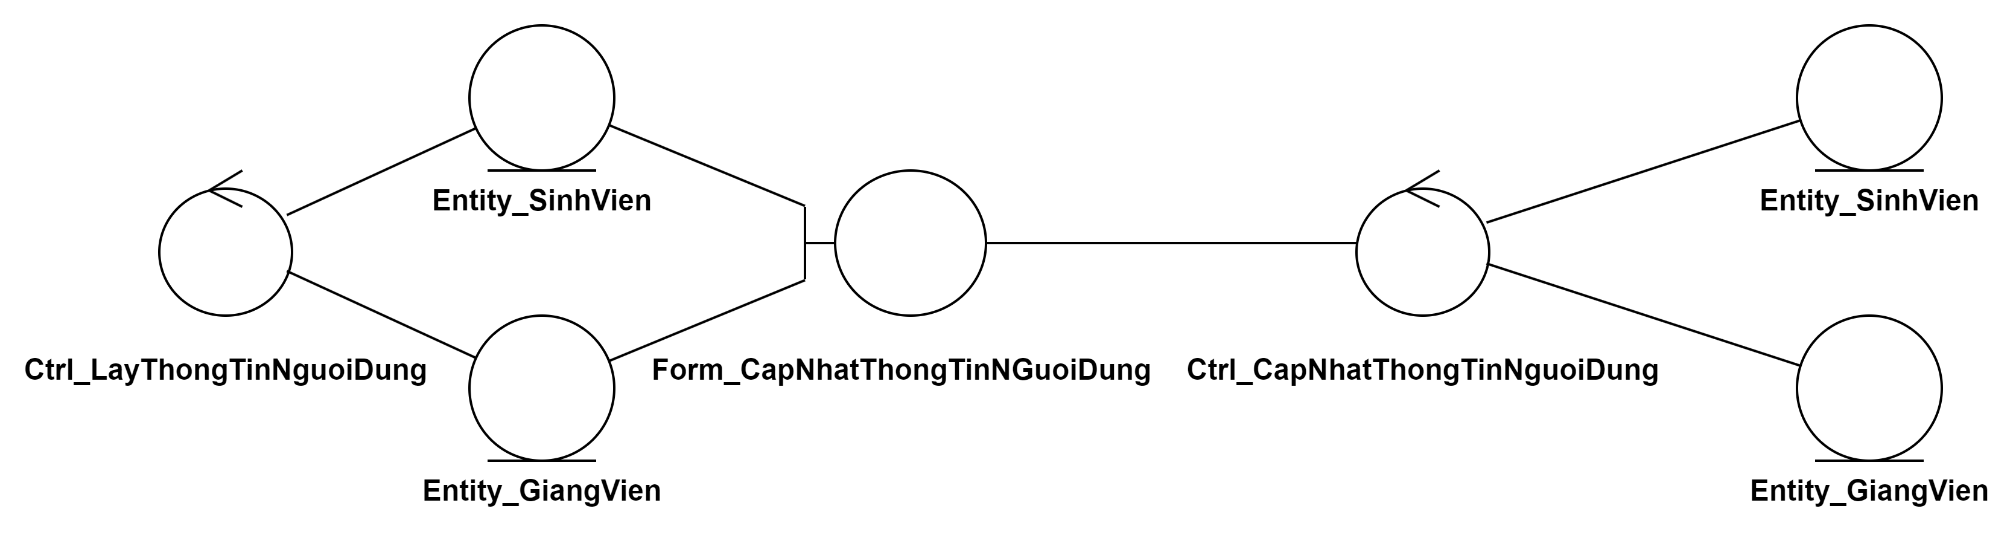 Entity_SinhVien
Entity_SinhVien
Ctrl_LayThongTinNguoiDung
Form_CapNhatThongTinNGuoiDung
Ctrl_CapNhatThongTinNguoiDung
Entity_GiangVien
Entity_GiangVien